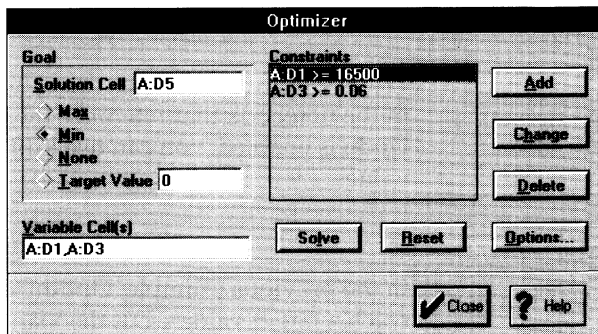 Optimizer
Goal
Solution Cell A:D5
Max
Min
None
Target Value 0
Variable Cell(s)
A:D1,A:D3
Constraints
A:D1 >= 16500
A:D3 >= 0.06
Add
Change
Delete
Solve
Reset
Options...
Close
? Help